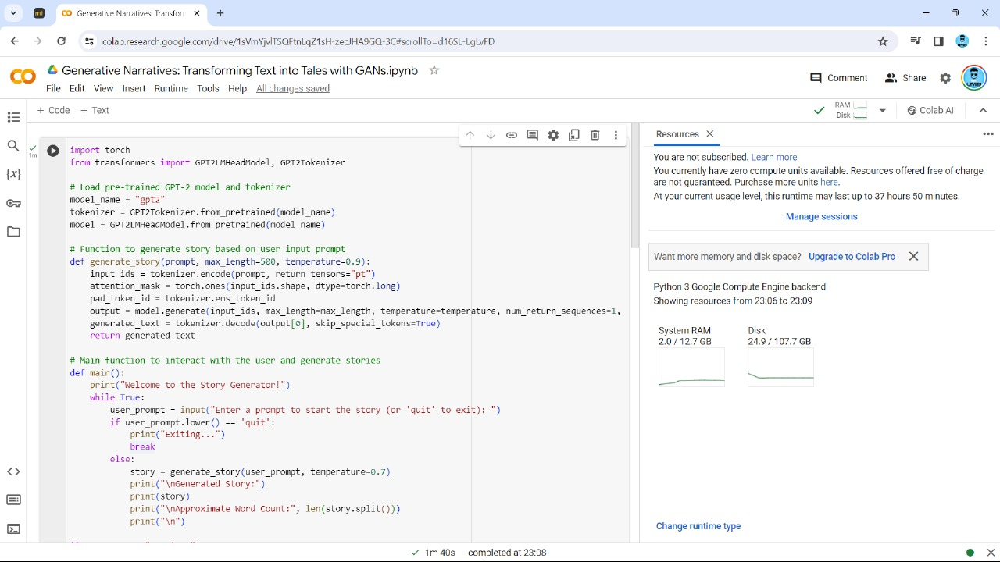 mt
Generative Narratives: Transform
colab.research.google.com/drive/1sVmYjvlTSQFtnLqZ1sH-zecJHA9GQ-3C#scrollTo=d16SL-LgLvFD
Generative Narratives: Transforming Text into Tales with GANs.ipynb
Comment
Share
File Edit View Insert Runtime Tools Help All changes saved
+ Code + Text
RAM
Disk
Colab AI
Resources
1m
import torch
from transformers import GPT2LMHeadModel, GPT2Tokenizer
# Load pre-trained GPT-2 model and tokenizer
model_name = "gpt2"
tokenizer = GPT2Tokenizer.from_pretrained(model_name)
model = GPT2LMHeadModel.from_pretrained(model_name)
# Function to generate story based on user input prompt
def generate_story(prompt, max_length=500, temperature=0.9):
input_ids = tokenizer.encode(prompt, return_tensors="pt")
attention_mask = torch.ones(input_ids.shape, dtype=torch.long)
pad_token_id = tokenizer.eos_token_id
output = model.generate(input_ids, max_length=max_length, temperature=temperature, num_return_sequences=1,
generated_text = tokenizer.decode(output[0], skip_special_tokens=True)
return generated_text
# Main function to interact with the user and generate stories
def main():
print("Welcome to the Story Generator!")
while True:
user_prompt = input("Enter a prompt to start the story (or 'quit' to exit): ")
if user_prompt.lower() == 'quit':
print("Exiting...")
break
else:
story = generate_story(user_prompt, temperature=0.7)
print("\nGenerated Story:")
print(story)
print("\nApproximate Word Count:", len(story.split()))
print("\n")
You are not subscribed. Learn more
You currently have zero compute units available. Resources offered free of charge
are not guaranteed. Purchase more units here.
At your current usage level, this runtime may last up to 37 hours 50 minutes.
Manage sessions
Want more memory and disk space? Upgrade to Colab Pro
Python 3 Google Compute Engine backend
Showing resources from 23:06 to 23:09
System RAM
2.0 / 12.7 GB
Disk
24.9 / 107.7 GB
Change runtime type
1m 40s completed at 23:08